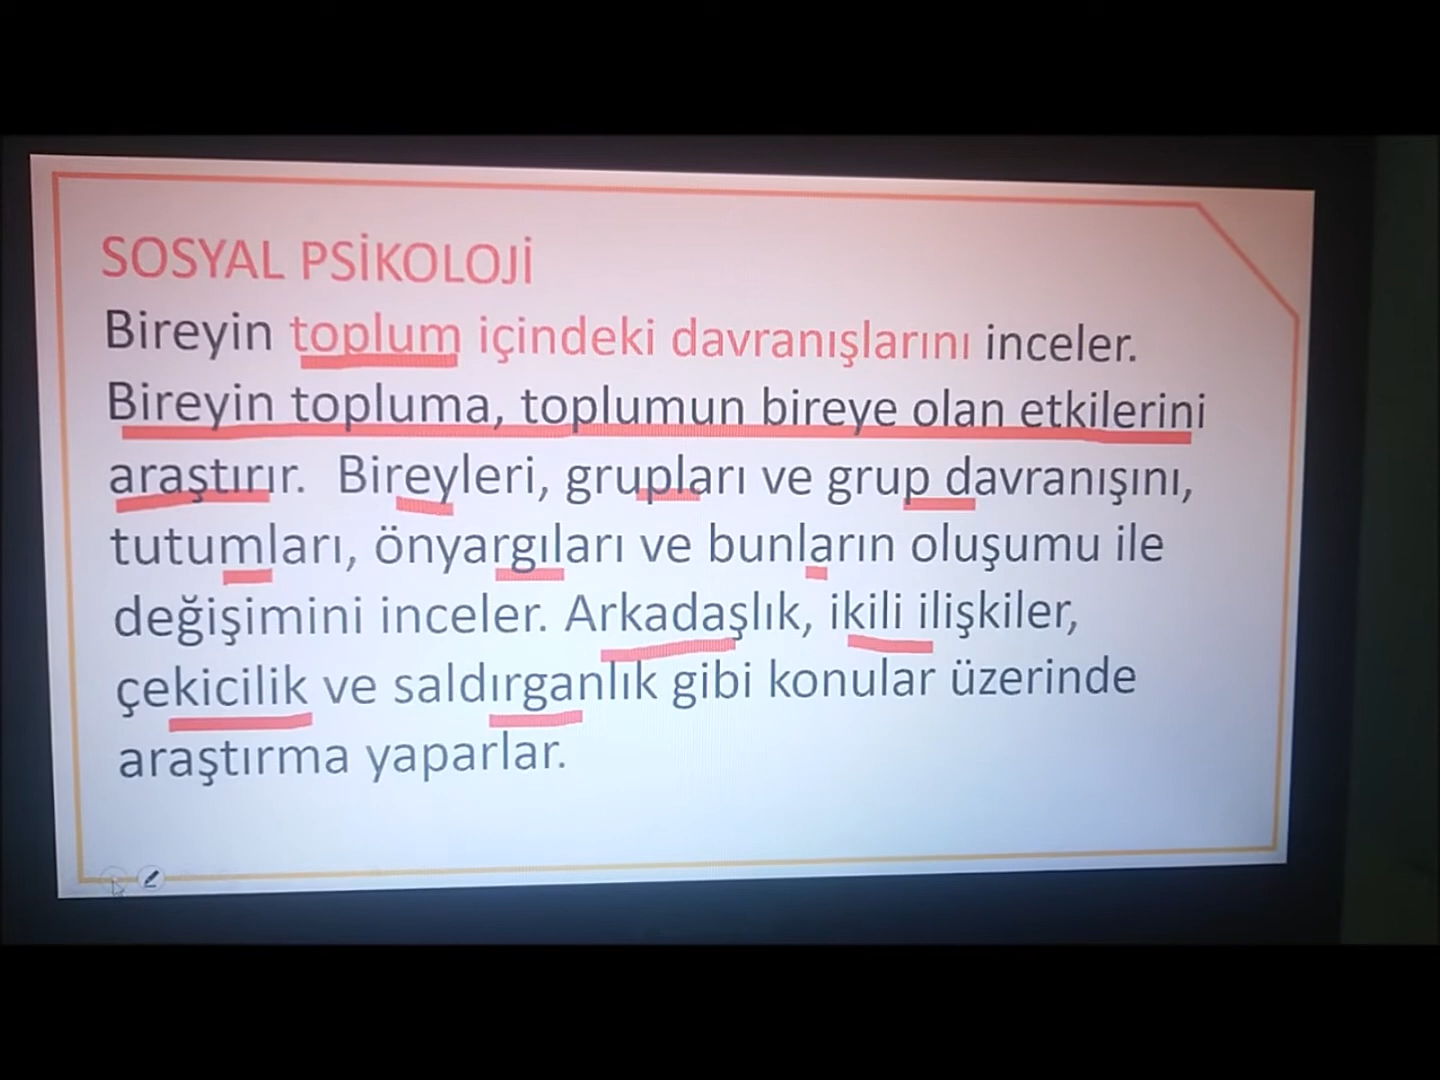 SOSYAL PSİKOLOJİ
Bireyin toplum içindeki davranışlarını inceler.
Bireyin topluma, toplumun bireye olan etkilerini
araştırır. Bireyleri, grupları ve grup davranışını,
tutumları, önyargıları ve bunların oluşumu ile
değişimini inceler. Arkadaşlık, ikili ilişkiler,
çekicilik ve saldırganlık gibi konular üzerinde
araştırma yaparlar.